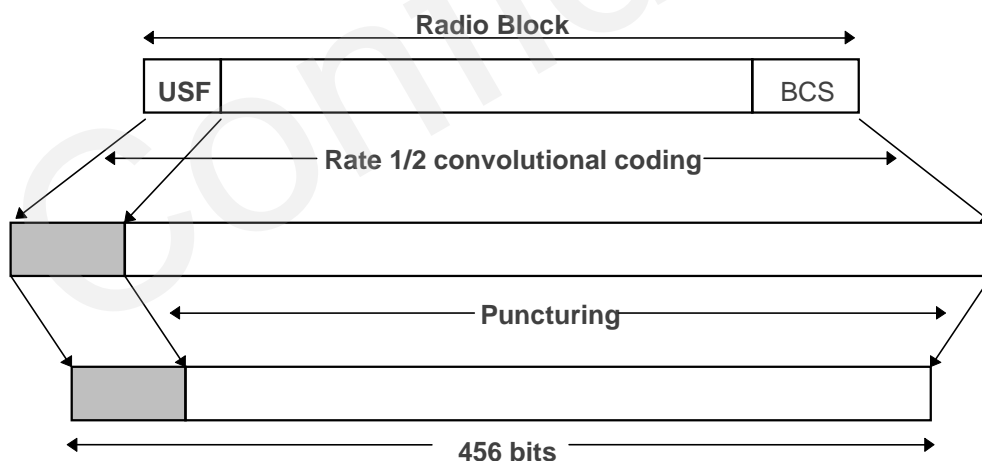 Radio Block
USF
BCS
Rate 1/2 convolutional coding
Puncturing
456 bits